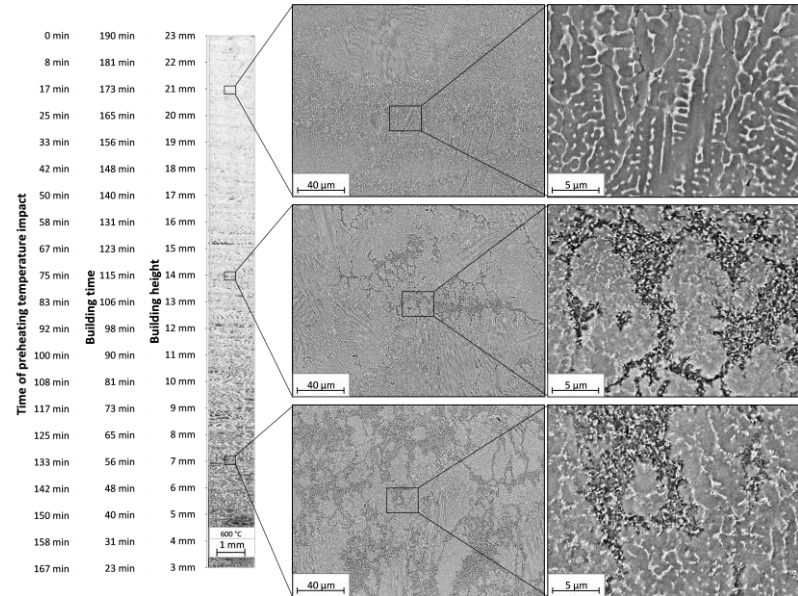 Time of preheating temperature impact
Building time
Building height
0 min 190 min 23 mm
8 min 181 min 22 mm
17 min 173 min 21 mm
25 min 165 min 20 mm
33 min 156 min 19 mm
42 min 148 min 18 mm
50 min 140 min 17 mm
58 min 131 min 16 mm
67 min 123 min 15 mm
75 min 115 min 14 mm
83 min 106 min 13 mm
92 min 98 min 12 mm
100 min 90 min 11 mm
108 min 81 min 10 mm
117 min 73 min 9 mm
125 min 65 min 8 mm
133 min 56 min 7 mm
142 min 48 min 6 mm
150 min 40 min 5 mm
158 min 31 min 4 mm
167 min 23 min 3 mm
600 °C
1 mm
40 µm
5 µm
40 µm
5 µm
40 µm
5 µm